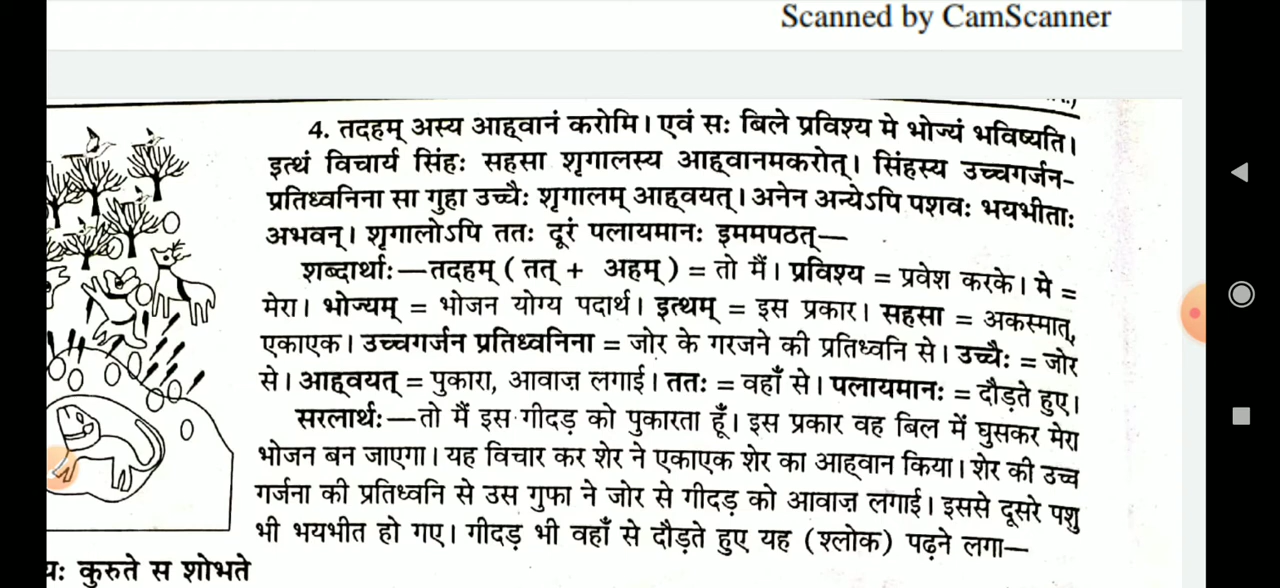 Scanned by CamScanner
4. तदहम् अस्य आह्वानं करोमि। एवं सः बिले प्रविश्य मे भोज्यं भविष्यति।
इत्थं विचार्य सिंहः सहसा शृगालस्य आह्वानमकरोत्। सिंहस्य उच्चगर्जन-
प्रतिध्वनिना सा गुहा उच्चैः शृगालम् आह्वयत्। अनेन अन्येऽपि पशवः भयभीताः
अभवन्। शृगालोऽपि ततः दूरं पलायमानः इममपठत्—
शब्दार्थाः—तदहम् ( तत् + अहम् ) = तो मैं। प्रविश्य = प्रवेश करके। मे =
मेरा। भोज्यम् = भोजन योग्य पदार्थ। इत्थम् = इस प्रकार। सहसा = अकस्मात्,
एकाएक। उच्चगर्जन प्रतिध्वनिना = जोर के गरजने की प्रतिध्वनि से। उच्चैः = जोर
से। आह्वयत् = पुकारा, आवाज़ लगाई। ततः = वहाँ से। पलायमानः = दौड़ते हुए।
सरलार्थः—तो मैं इस गीदड़ को पुकारता हूँ। इस प्रकार वह बिल में घुसकर मेरा
भोजन बन जाएगा। यह विचार कर शेर ने एकाएक शेर का आह्वान किया। शेर की उच्च
गर्जना की प्रतिध्वनि से उस गुफा ने जोर से गीदड़ को आवाज़ लगाई। इससे दूसरे पशु
भी भयभीत हो गए। गीदड़ भी वहाँ से दौड़ते हुए यह (श्लोक) पढ़ने लगा—
कुरुते स शोभते